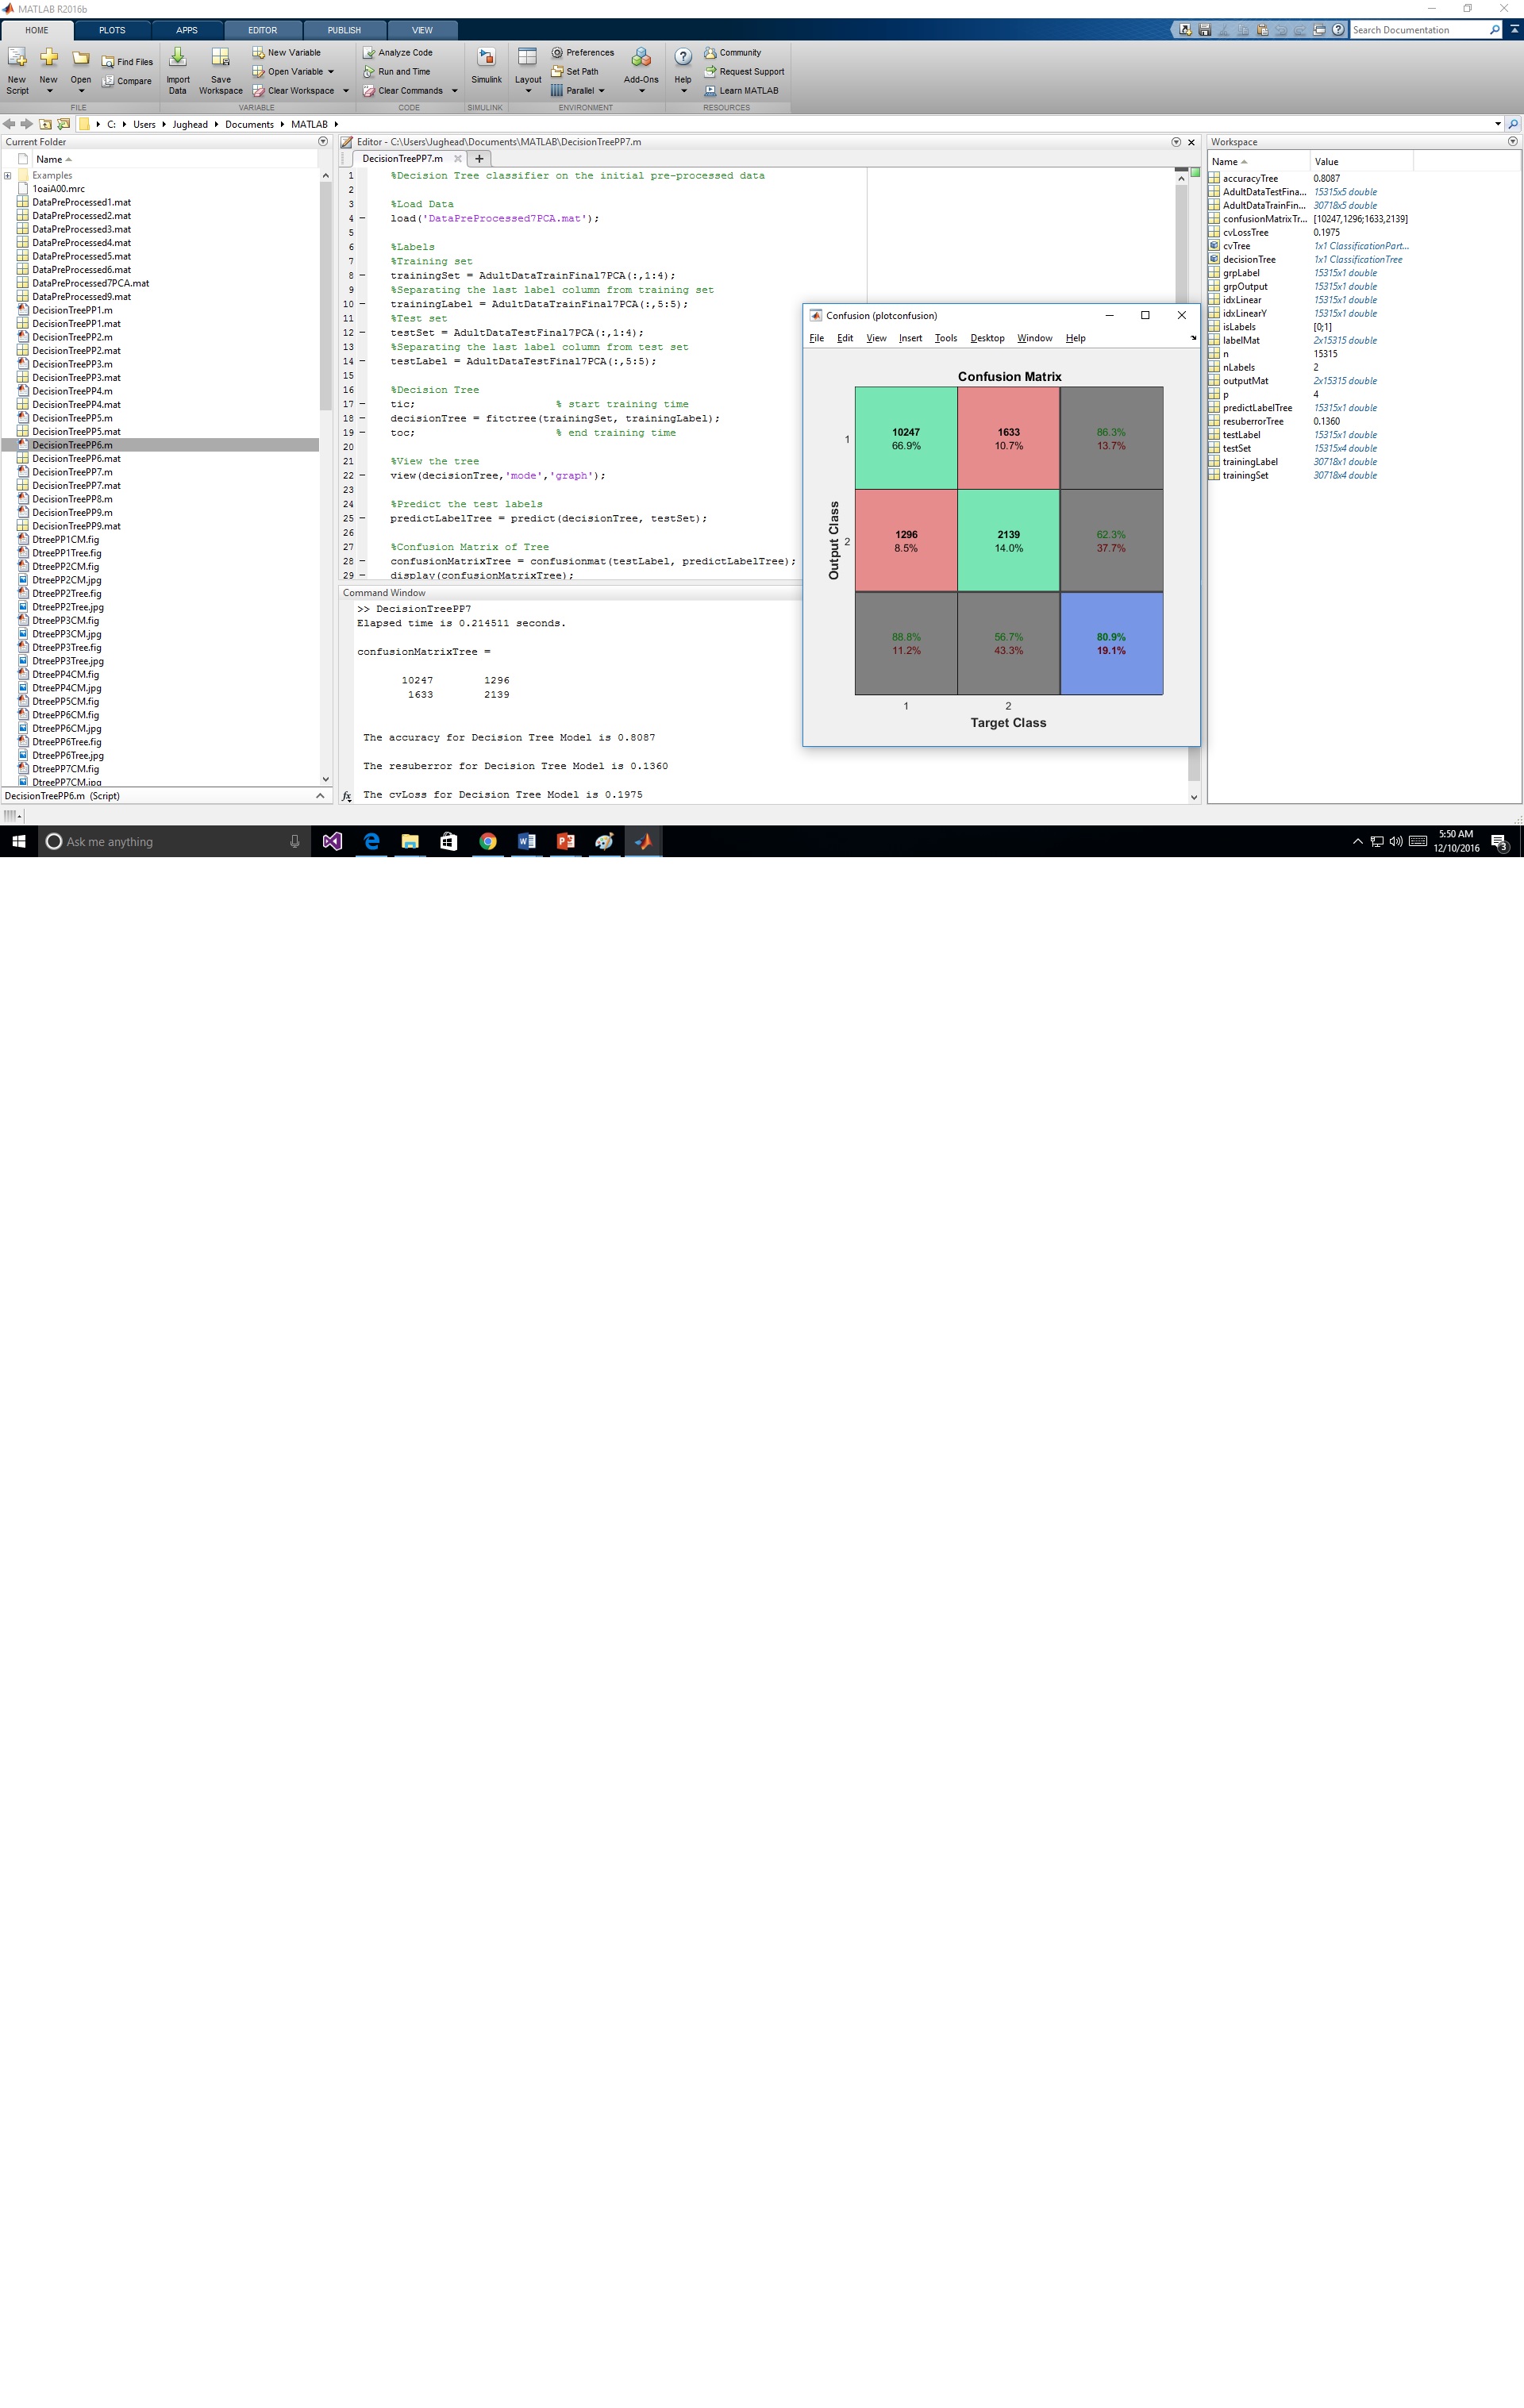 MATLAB R2016b
HOME PLOTS APPS EDITOR PUBLISH VIEW
Search Documentation
New Script
New
Open
Find Files
Compare
Import Data
Save Workspace
New Variable
Open Variable
Clear Workspace
Analyze Code
Run and Time
Clear Commands
Simulink
Layout
Preferences
Set Path
Parallel
Add-Ons
Help
Community
Request Support
Learn MATLAB
FILE VARIABLE CODE SIMULINK ENVIRONMENT RESOURCES
C: Users Jughead Documents MATLAB
Current Folder
Name
Examples
1oaiA00.mrc
DataPreProcessed1.mat
DataPreProcessed2.mat
DataPreProcessed3.mat
DataPreProcessed4.mat
DataPreProcessed5.mat
DataPreProcessed6.mat
DataPreProcessed7PCA.mat
DataPreProcessed9.mat
DecisionTreePP1.m
DecisionTreePP1.mat
DecisionTreePP2.m
DecisionTreePP2.mat
DecisionTreePP3.m
DecisionTreePP3.mat
DecisionTreePP4.m
DecisionTreePP4.mat
DecisionTreePP5.m
DecisionTreePP5.mat
DecisionTreePP6.m
DecisionTreePP6.mat
DecisionTreePP7.m
DecisionTreePP7.mat
DecisionTreePP8.m
DecisionTreePP9.m
DecisionTreePP9.mat
DtreePP1CM.fig
DtreePP1Tree.fig
DtreePP2CM.fig
DtreePP2CM.jpg
DtreePP2Tree.fig
DtreePP2Tree.jpg
DtreePP3CM.fig
DtreePP3CM.jpg
DtreePP3Tree.fig
DtreePP3Tree.jpg
DtreePP4CM.fig
DtreePP4CM.jpg
DtreePP5CM.fig
DtreePP6CM.fig
DtreePP6CM.jpg
DtreePP6Tree.fig
DtreePP6Tree.jpg
DtreePP7CM.fig
DtreePP7CM.jpg
DecisionTreePP6.m (Script)
Editor - C:\Users\Jughead\Documents\MATLAB\DecisionTreePP7.m
DecisionTreePP7.m
1 %Decision Tree classifier on the initial pre-processed data
2
3 %Load Data
4 load('DataPreProcessed7PCA.mat');
5
6 %Labels
7 %Training set
8 trainingSet = AdultDataTrainFinal7PCA(:,1:4);
9 %Separating the last label column from training set
10 trainingLabel = AdultDataTrainFinal7PCA(:,5:5);
11 %Test set
12 testSet = AdultDataTestFinal7PCA(:,1:4);
13 %Separating the last label column from test set
14 testLabel = AdultDataTestFinal7PCA(:,5:5);
15
16 %Decision Tree
17 tic; % start training time
18 decisionTree = fitctree(trainingSet, trainingLabel);
19 toc; % end training time
20
21 %View the tree
22 view(decisionTree,'mode','graph');
23
24 %Predict the test labels
25 predictLabelTree = predict(decisionTree, testSet);
26
27 %Confusion Matrix of Tree
28 confusionMatrixTree = confusionmat(testLabel, predictLabelTree);
29 display(confusionMatrixTree);
Command Window
>> DecisionTreePP7
Elapsed time is 0.214511 seconds.
confusionMatrixTree =
10247 1296
1633 2139
The accuracy for Decision Tree Model is 0.8087
The resuberror for Decision Tree Model is 0.1360
fx The cvLoss for Decision Tree Model is 0.1975
Confusion (plotconfusion)
File Edit View Insert Tools Desktop Window Help
Confusion Matrix
Output Class
1
10247 66.9%
1633 10.7%
86.3% 13.7%
2
1296 8.5%
2139 14.0%
62.3% 37.7%
88.8% 11.2%
56.7% 43.3%
80.9% 19.1%
1 2
Target Class
Workspace
Name Value
accuracyTree 0.8087
AdultDataTestFina... 15315x5 double
AdultDataTrainFin... 30718x5 double
confusionMatrixTr... [10247,1296;1633,2139]
cvLossTree 0.1975
cvTree 1x1 ClassificationPart...
decisionTree 1x1 ClassificationTree
grpLabel 15315x1 double
grpOutput 15315x1 double
idxLinear 15315x1 double
idxLinearY 15315x1 double
isLabels [0;1]
labelMat 2x15315 double
n 15315
nLabels 2
outputMat 2x15315 double
p 4
predictLabelTree 15315x1 double
resuberrorTree 0.1360
testLabel 15315x1 double
testSet 15315x4 double
trainingLabel 30718x1 double
trainingSet 30718x4 double
Ask me anything
5:50 AM
12/10/2016
3